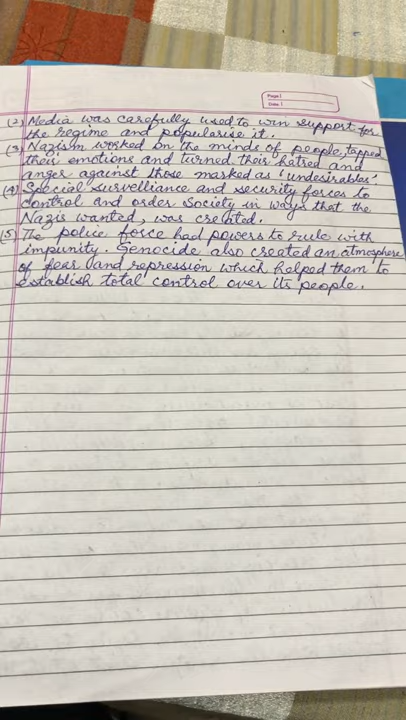 Page:
Date:
(2) Media was carefully used to win support for
the regime and popularise it.
(3) Nazism worked on the minds of people, tapped
their emotions and turned their hatred and
anger against those marked as 'undesirables'
(4) Special survelliance and security forces to
control and order society in ways that the
Nazis wanted, was created.
(5) The police force had powers to rule with
impunity. Genocide also created an atmosphere
of fear and repression which helped them to
establish total control over its people.